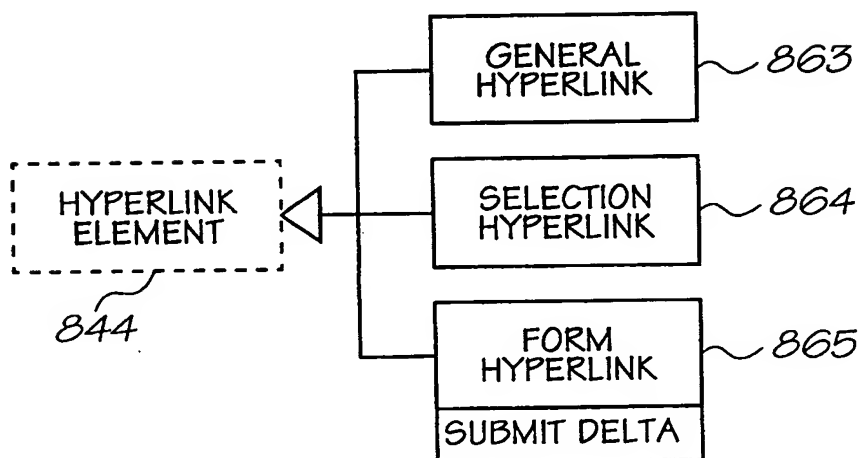 GENERAL
HYPERLINK
863
HYPERLINK
ELEMENT
844
SELECTION
HYPERLINK
864
FORM
HYPERLINK
865
SUBMIT DELTA